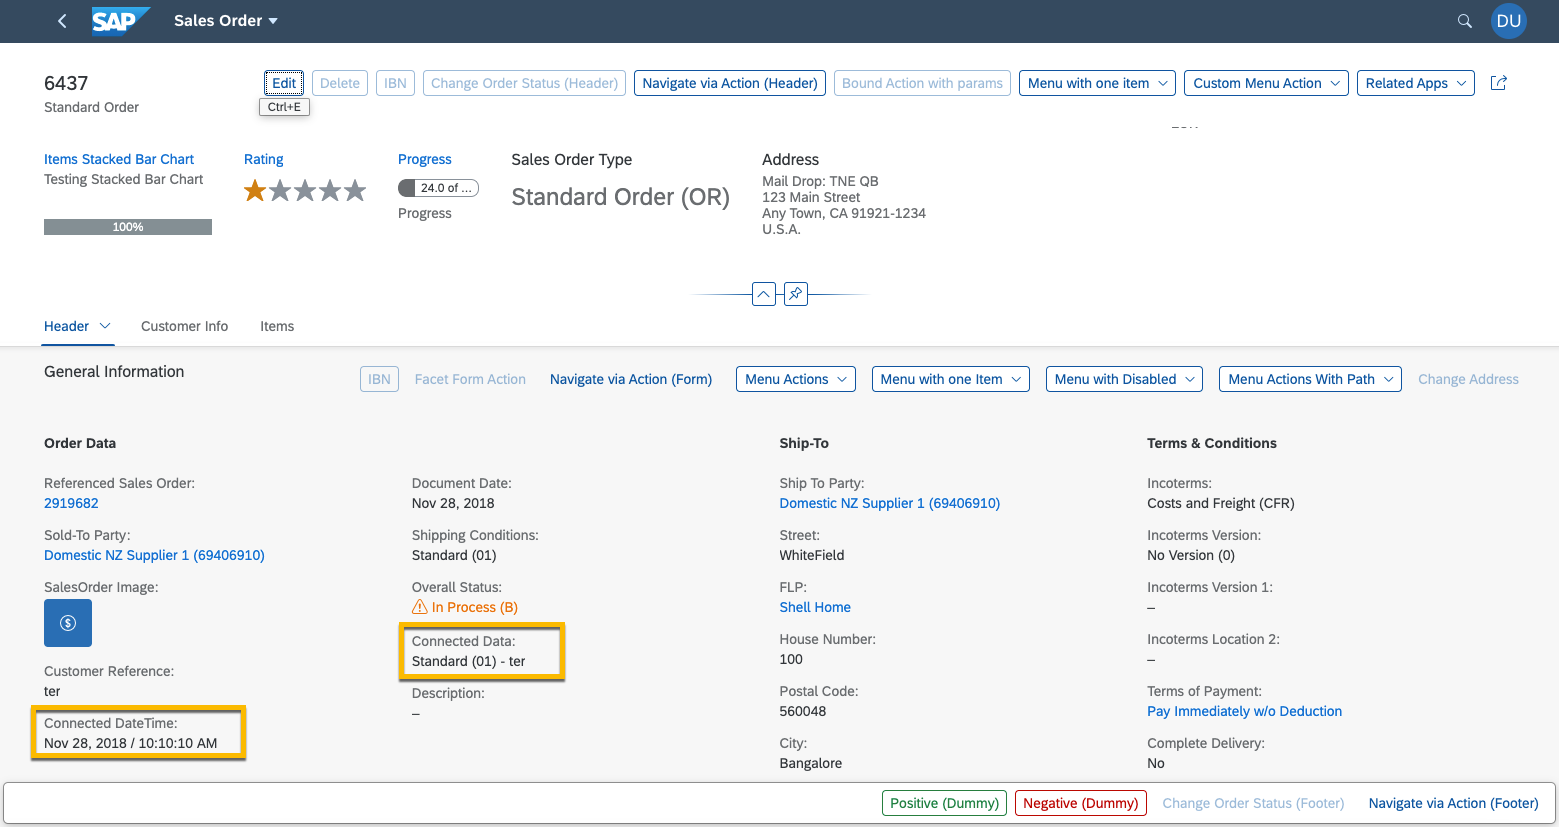 SAP Sales Order DU
6437 Edit Delete IBN Change Order Status (Header) Navigate via Action (Header) Bound Action with params Menu with one item Custom Menu Action Related Apps
Standard Order Ctrl+E
Items Stacked Bar Chart Rating Progress Sales Order Type Address
Testing Stacked Bar Chart
100%
24.0 of ...
Progress
Standard Order (OR)
Mail Drop: TNE QB
123 Main Street
Any Town, CA 91921-1234
U.S.A.
Header Customer Info Items
General Information IBN Facet Form Action Navigate via Action (Form) Menu Actions Menu with one Item Menu with Disabled Menu Actions With Path Change Address
Order Data
Referenced Sales Order:
2919682
Sold-To Party:
Domestic NZ Supplier 1 (69406910)
SalesOrder Image:
$
Customer Reference:
ter
Connected DateTime:
Nov 28, 2018 / 10:10:10 AM
Document Date:
Nov 28, 2018
Shipping Conditions:
Standard (01)
Overall Status:
In Process (B)
Connected Data:
Standard (01) - ter
Description:
–
Ship-To
Ship To Party:
Domestic NZ Supplier 1 (69406910)
Street:
WhiteField
FLP:
Shell Home
House Number:
100
Postal Code:
560048
City:
Bangalore
Terms & Conditions
Incoterms:
Costs and Freight (CFR)
Incoterms Version:
No Version (0)
Incoterms Version 1:
–
Incoterms Location 2:
–
Terms of Payment:
Pay Immediately w/o Deduction
Complete Delivery:
No
Positive (Dummy) Negative (Dummy) Change Order Status (Footer) Navigate via Action (Footer)